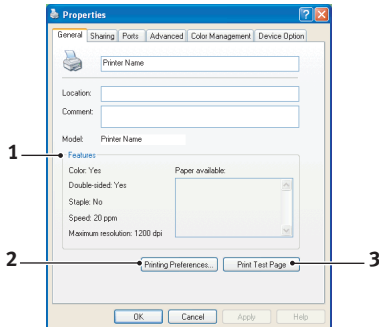 Properties
General Sharing Ports Advanced Color Management Device Option
Printer Name
Location:
Comment:
Model: Printer Name
1
Features
Color: Yes Paper available:
Double-sided: Yes
Staple: No
Speed: 20 ppm
Maximum resolution: 1200 dpi
2 Printing Preferences... Print Test Page 3
OK Cancel Apply Help